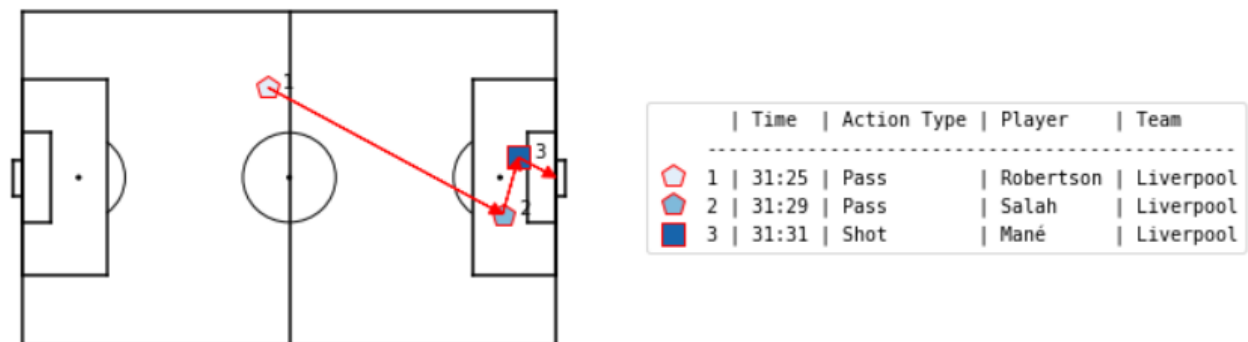 1
2
3
| Time | Action Type | Player | Team
-------------------------------------------------
1 | 31:25 | Pass | Robertson | Liverpool
2 | 31:29 | Pass | Salah | Liverpool
3 | 31:31 | Shot | Mané | Liverpool